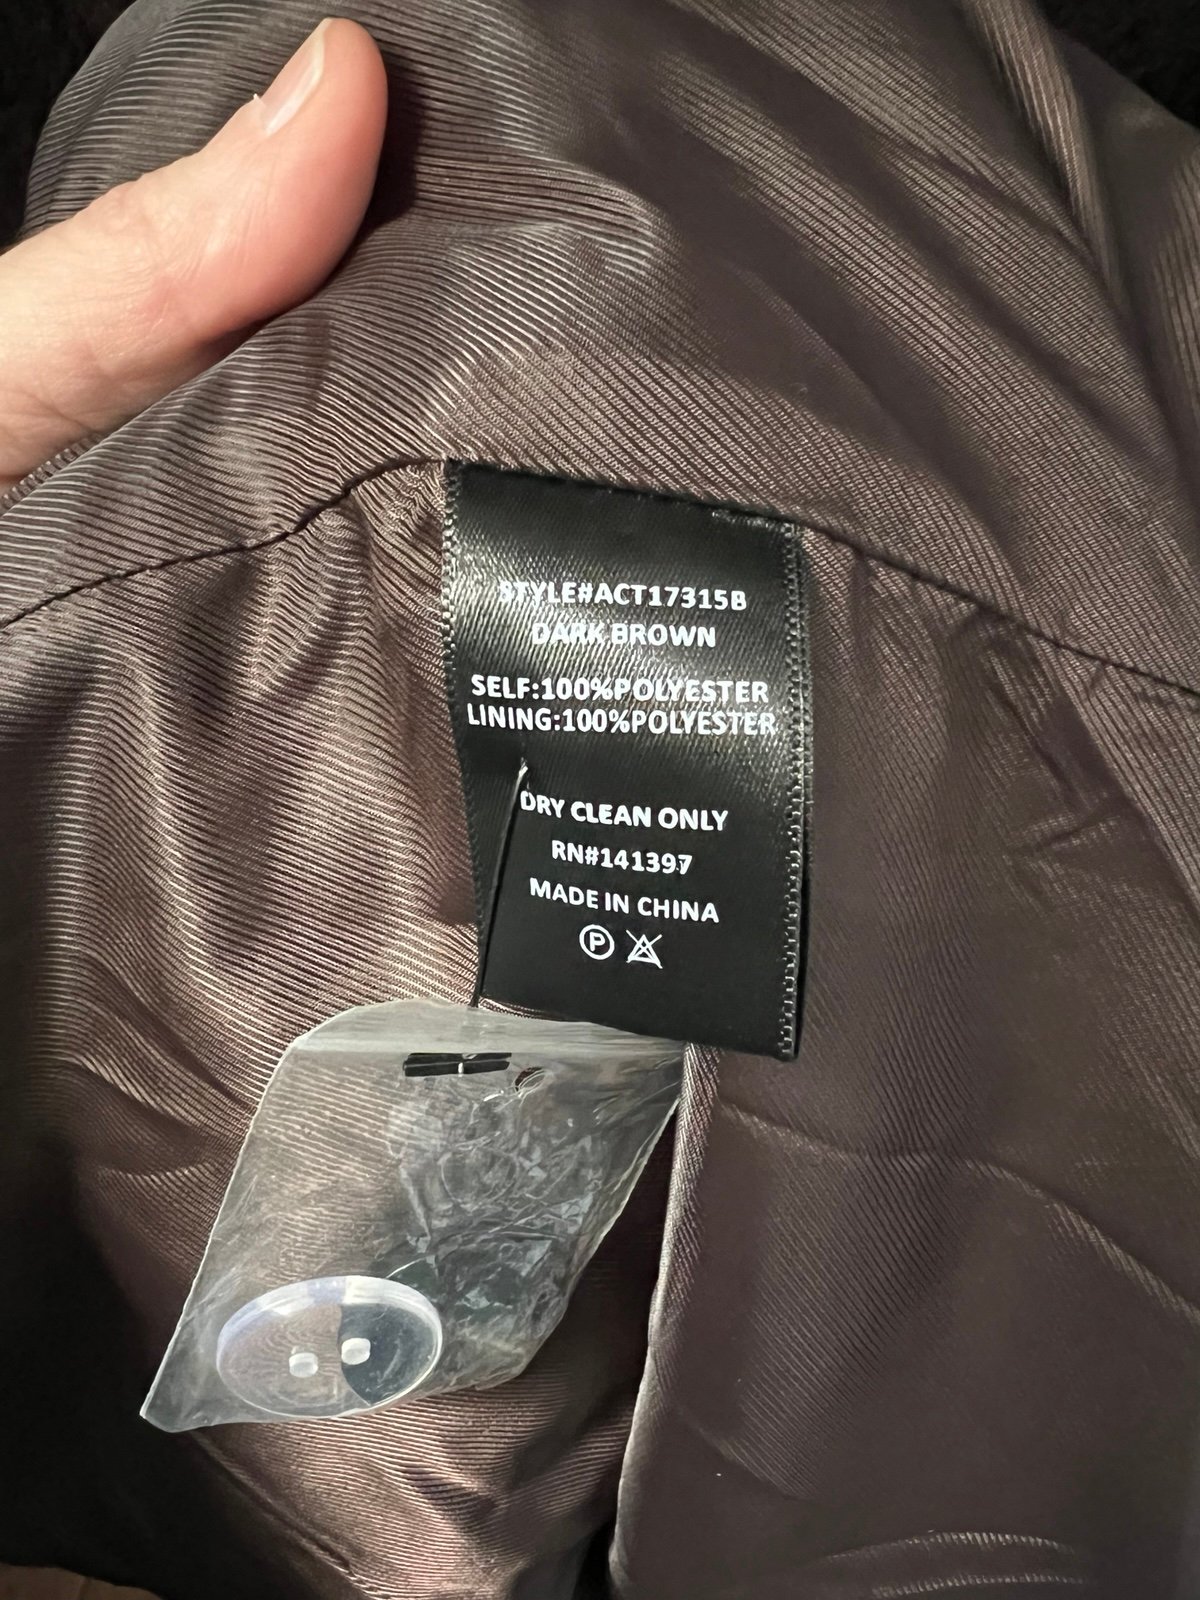 STYLE#ACT17315B
DARK BROWN
SELF:100%POLYESTER
LINING:100%POLYESTER
DRY CLEAN ONLY
RN#141397
MADE IN CHINA
P